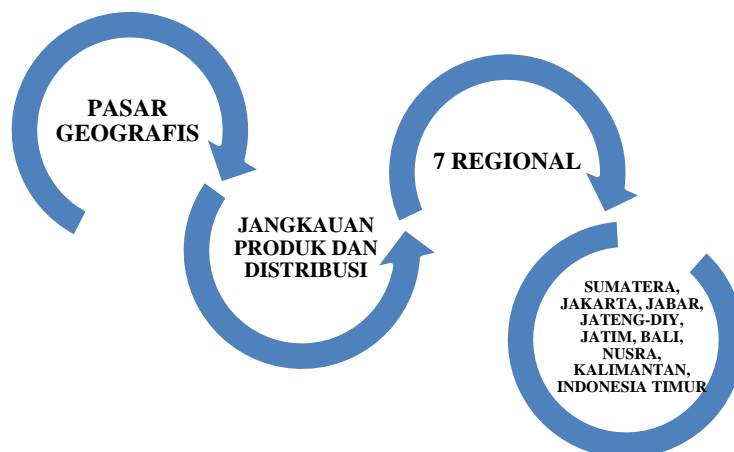 PASAR
GEOGRAFIS
JANGKAUAN
PRODUK DAN
DISTRIBUSI
7 REGIONAL
SUMATERA,
JAKARTA, JABAR,
JATENG-DIY,
JATIM, BALI,
NUSRA,
KALIMANTAN,
INDONESIA TIMUR